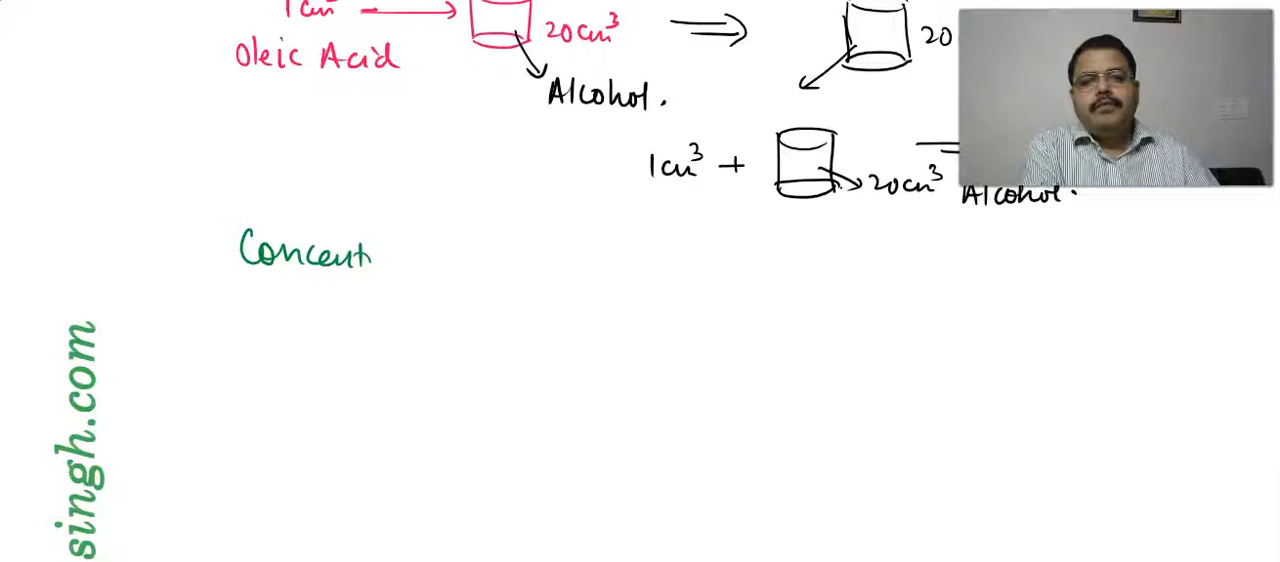 1cm³
20cm³
20
Oleic Acid
Alcohol.
1cm³ +
20cm³
Alcohol.
Concent
singh.com